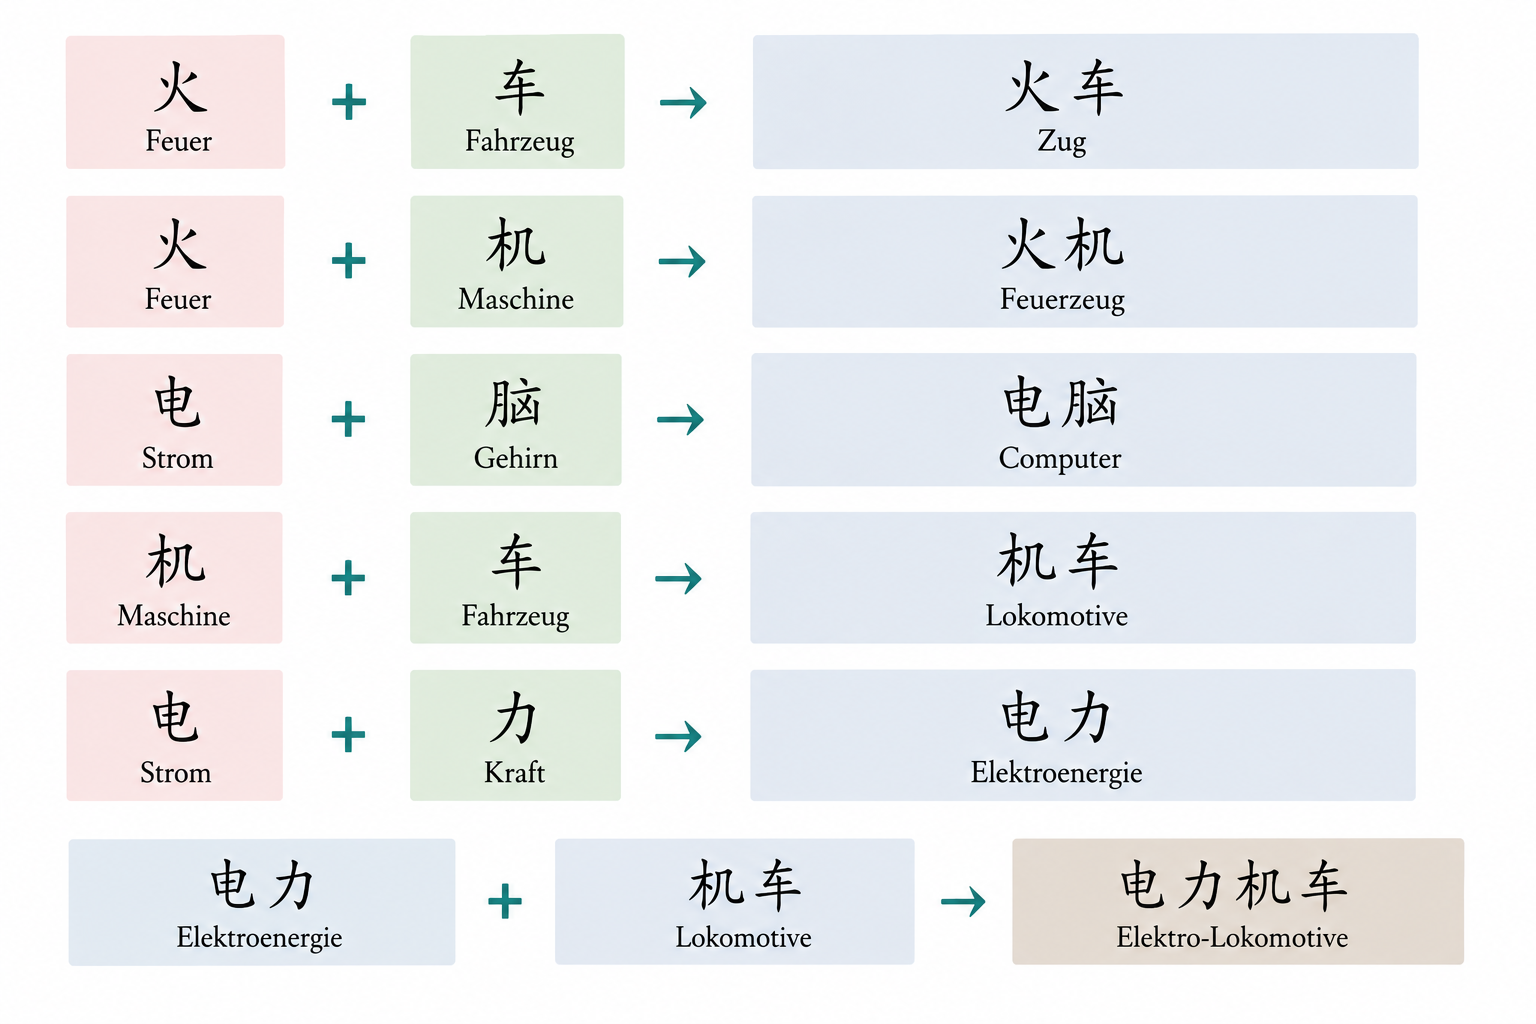 火 + 车 → 火车
Feuer Fahrzeug Zug
火 + 机 → 火机
Feuer Maschine Feuerzeug
电 + 脑 → 电脑
Strom Gehirn Computer
机 + 车 → 机车
Maschine Fahrzeug Lokomotive
电 + 力 → 电力
Strom Kraft Elektroenergie
电力 + 机车 → 电力机车
Elektroenergie Lokomotive Elektro-Lokomotive